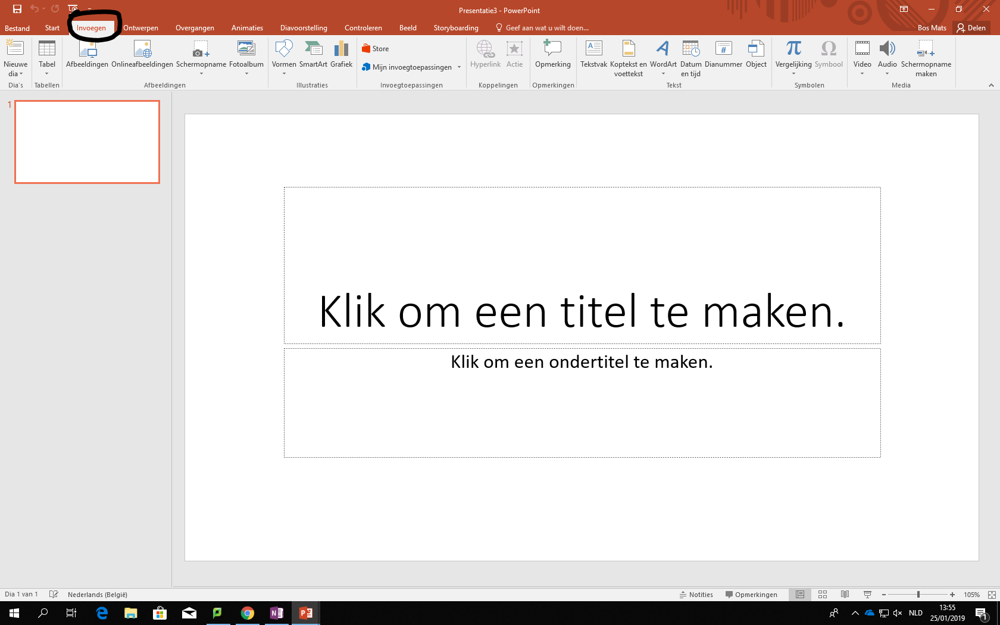 Presentatie3 - PowerPoint
Bestand Start Invoegen Ontwerpen Overgangen Animaties Diavoorstelling Controleren Beeld Storyboarding Geef aan wat u wilt doen... Bos Mats Delen
Nieuwe dia
Tabel
Afbeeldingen
Onlineafbeeldingen
Schermopname
Fotoalbum
Vormen
SmartArt
Grafiek
Store
Mijn invoegtoepassingen
Hyperlink
Actie
Opmerking
Tekstvak
Koptekst en
voettekst
WordArt
Datum
en tijd
Dianummer
#
Object
π
Vergelijking
Ω
Symbool
Video
Audio
Schermopname
maken
Dia's Tabellen Afbeeldingen Illustraties Invoegtoepassingen Koppelingen Opmerkingen Tekst Symbolen Media
1
Klik om een titel te maken.
Klik om een ondertitel te maken.
Dia 1 van 1 Nederlands (België) Notities Opmerkingen 105%
NLD
13:55
25/01/2019
1